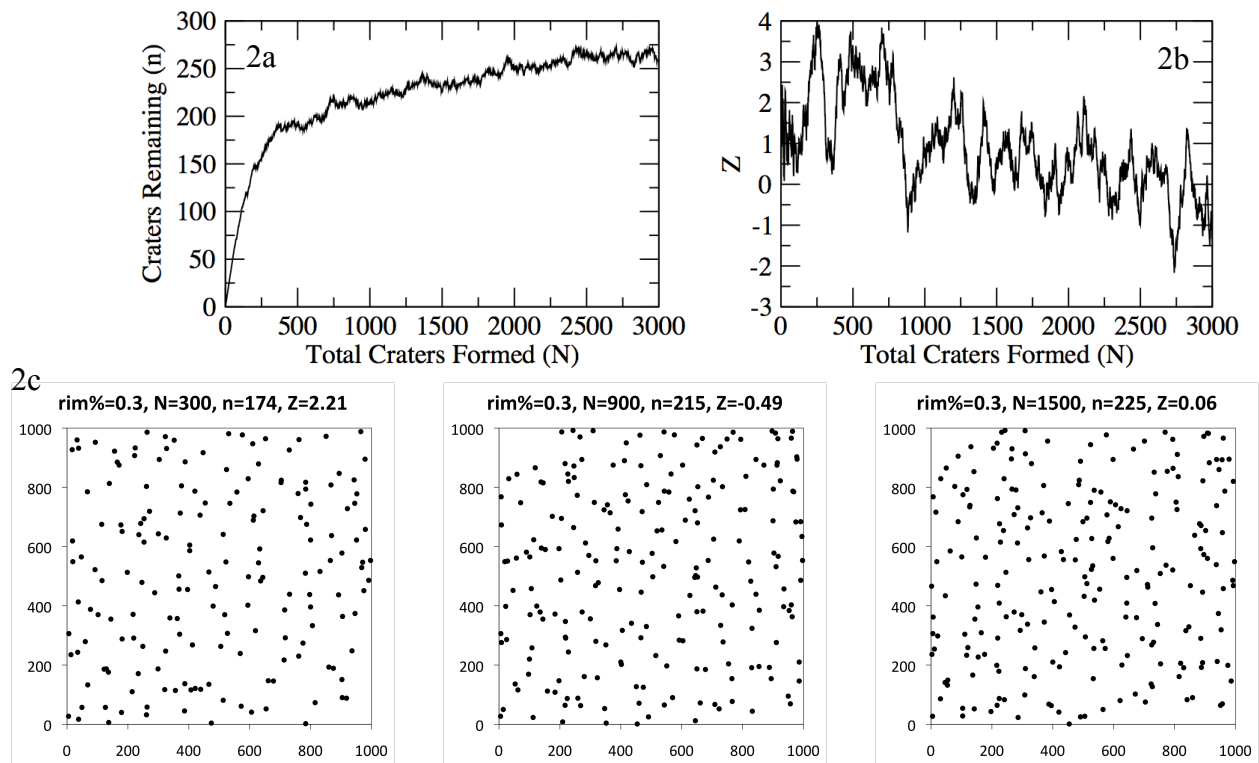 2a
Craters Remaining (n)
300
250
200
150
100
50
0
0 500 1000 1500 2000 2500 3000
Total Craters Formed (N)
2b
Z
4
3
2
1
0
-1
-2
-3
0 500 1000 1500 2000 2500 3000
Total Craters Formed (N)
2c
rim%=0.3, N=300, n=174, Z=2.21
1000
800
600
400
200
0
0 200 400 600 800 1000
rim%=0.3, N=900, n=215, Z=-0.49
1000
800
600
400
200
0
0 200 400 600 800 1000
rim%=0.3, N=1500, n=225, Z=0.06
1000
800
600
400
200
0
0 200 400 600 800 1000